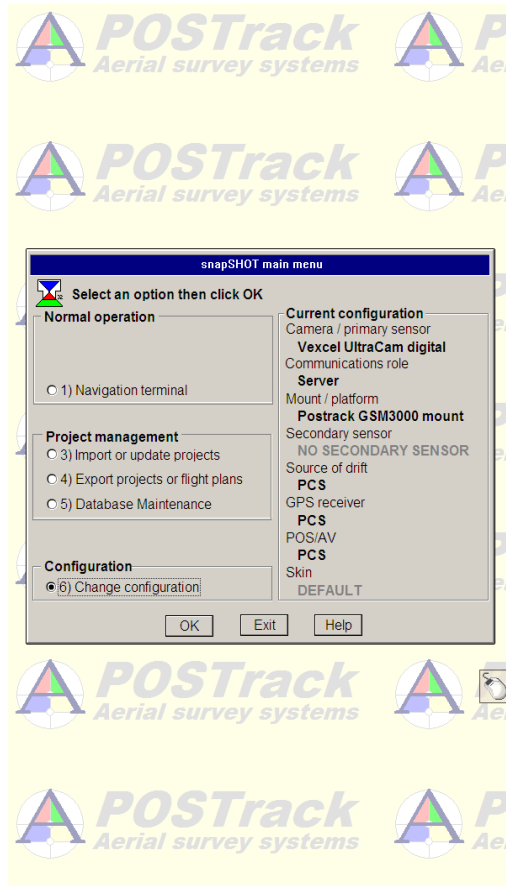 POSTrack
Aerial survey systems
P
Ae
POSTrack
Aerial survey systems
P
Ae
snapSHOT main menu
Select an option then click OK
Normal operation
1) Navigation terminal
Project management
3) Import or update projects
4) Export projects or flight plans
5) Database Maintenance
Configuration
6) Change configuration
Current configuration
Camera / primary sensor
Vexcel UltraCam digital
Communications role
Server
Mount / platform
Postrack GSM3000 mount
Secondary sensor
NO SECONDARY SENSOR
Source of drift
PCS
GPS receiver
PCS
POS/AV
PCS
Skin
DEFAULT
OK
Exit
Help
POSTrack
Aerial survey systems
Ae
POSTrack
Aerial survey systems
P
Ae